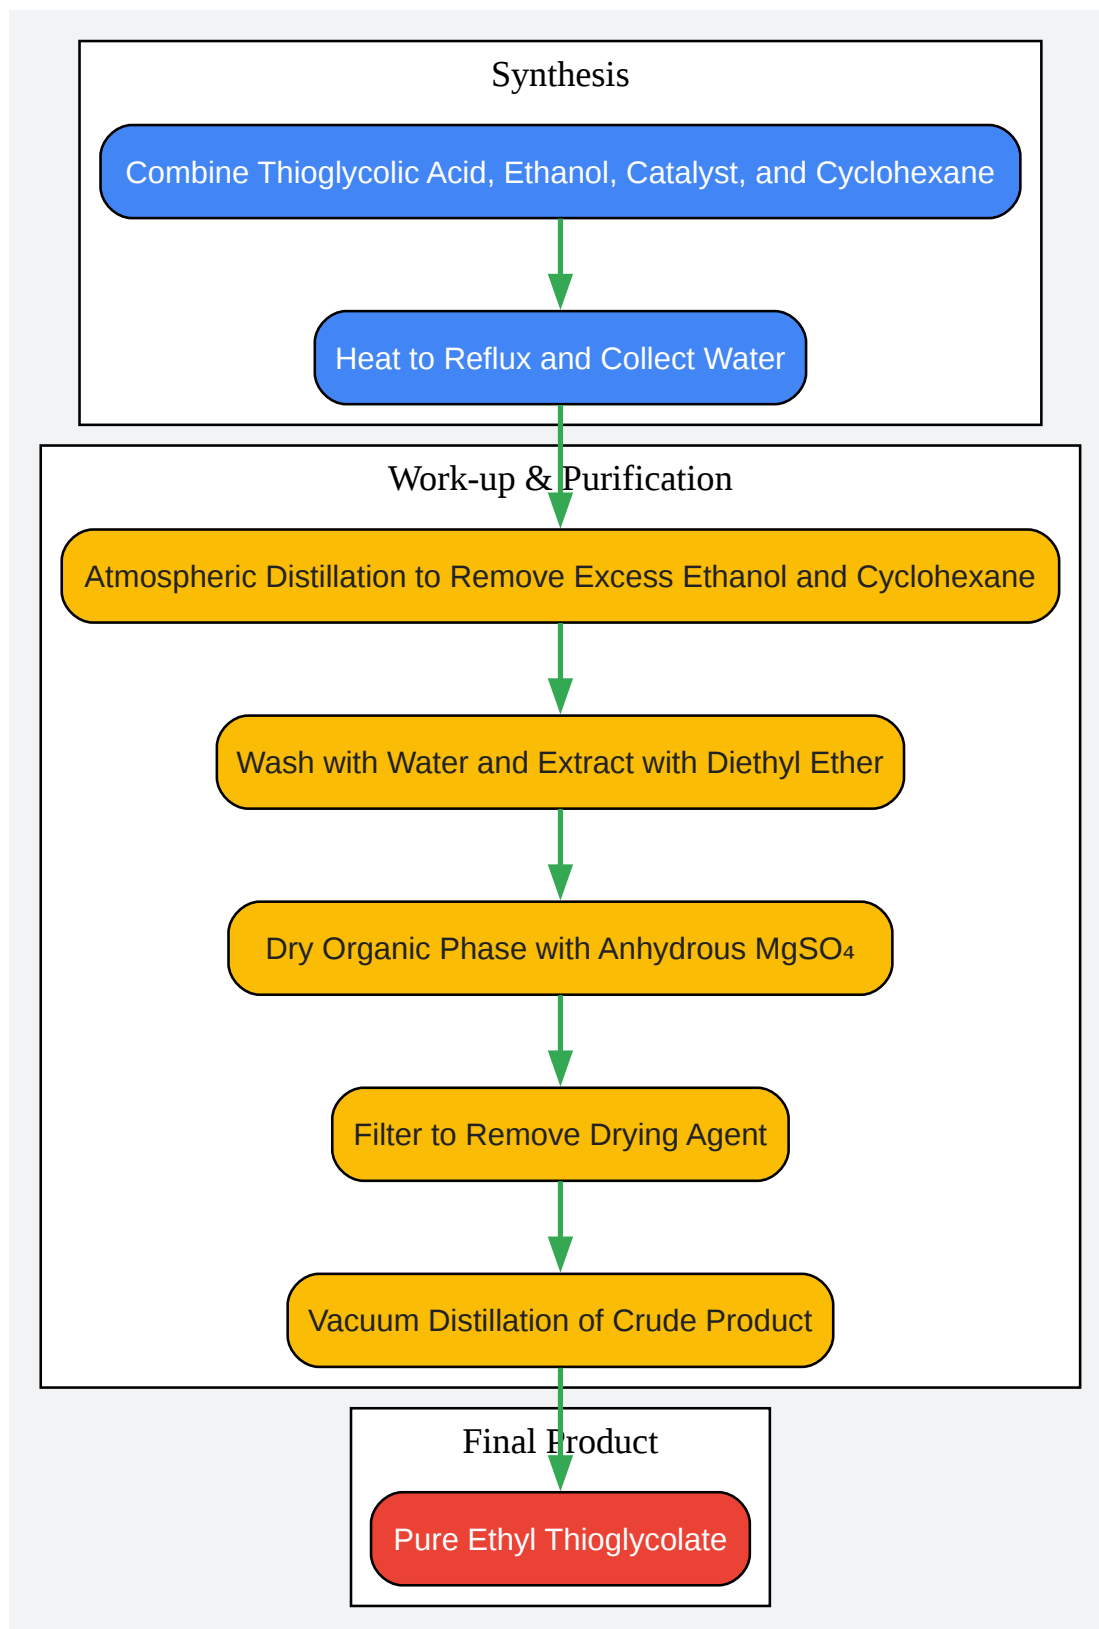 Synthesis
Combine Thioglycolic Acid, Ethanol, Catalyst, and Cyclohexane
Heat to Reflux and Collect Water
Work-up & Purification
Atmospheric Distillation to Remove Excess Ethanol and Cyclohexane
Wash with Water and Extract with Diethyl Ether
Dry Organic Phase with Anhydrous MgSO₄
Filter to Remove Drying Agent
Vacuum Distillation of Crude Product
Final Product
Pure Ethyl Thioglycolate